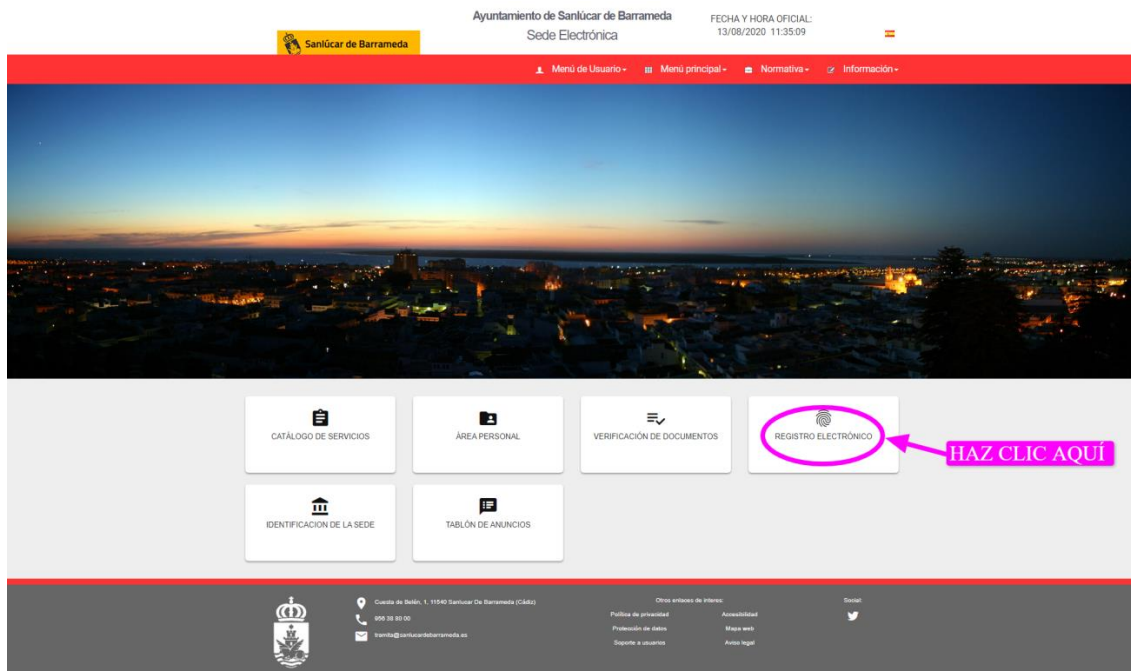 Sanlúcar de Barrameda
Ayuntamiento de Sanlúcar de Barrameda
Sede Electrónica
FECHA Y HORA OFICIAL:
13/08/2020 11:35:09
Menú de Usuario
Menú principal
Normativa
Información
CATÁLOGO DE SERVICIOS
ÁREA PERSONAL
VERIFICACIÓN DE DOCUMENTOS
REGISTRO ELECTRÓNICO
HAZ CLIC AQUÍ
IDENTIFICACION DE LA SEDE
TABLÓN DE ANUNCIOS
Cuesta de Belén, 1, 11540 Sanlucar De Barrameda (Cádiz)
956 38 80 00
tramita@sanlucardebarrameda.es
Otros enlaces de interes:
Política de privacidad
Accesibilidad
Protección de datos
Mapa web
Soporte a usuarios
Aviso legal
Social: